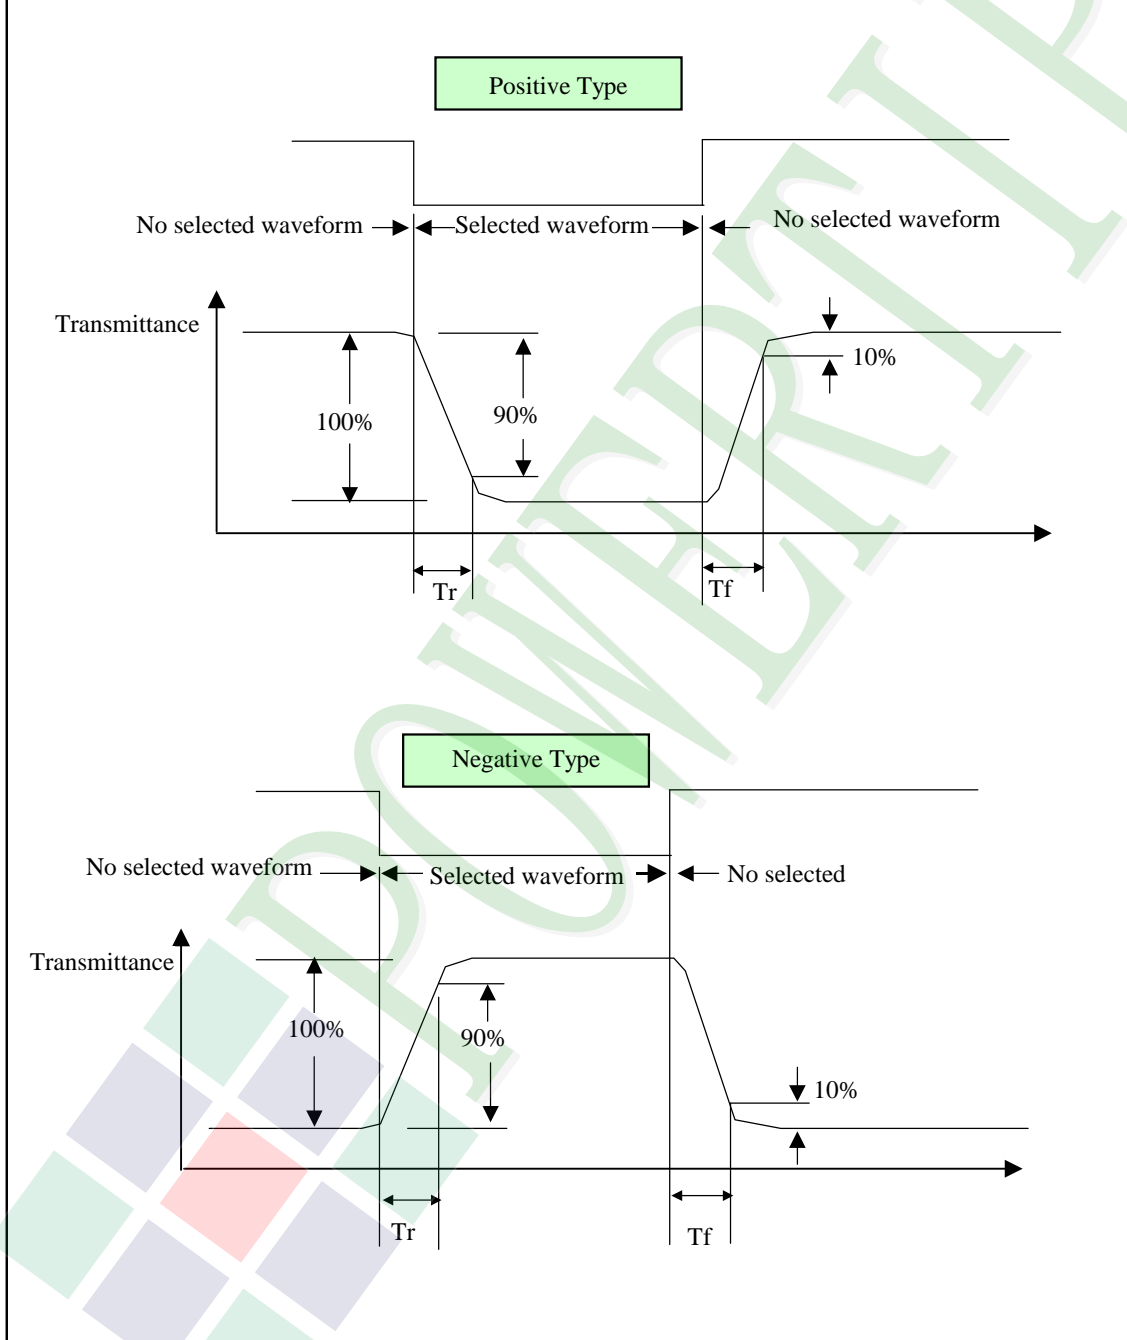 Positive Type
No selected waveform
Selected waveform
No selected waveform
Transmittance
10%
100%
90%
Tr
Tf
Negative Type
No selected waveform
Selected waveform
No selected
Transmittance
100%
90%
10%
Tr
Tf
POWERTIP